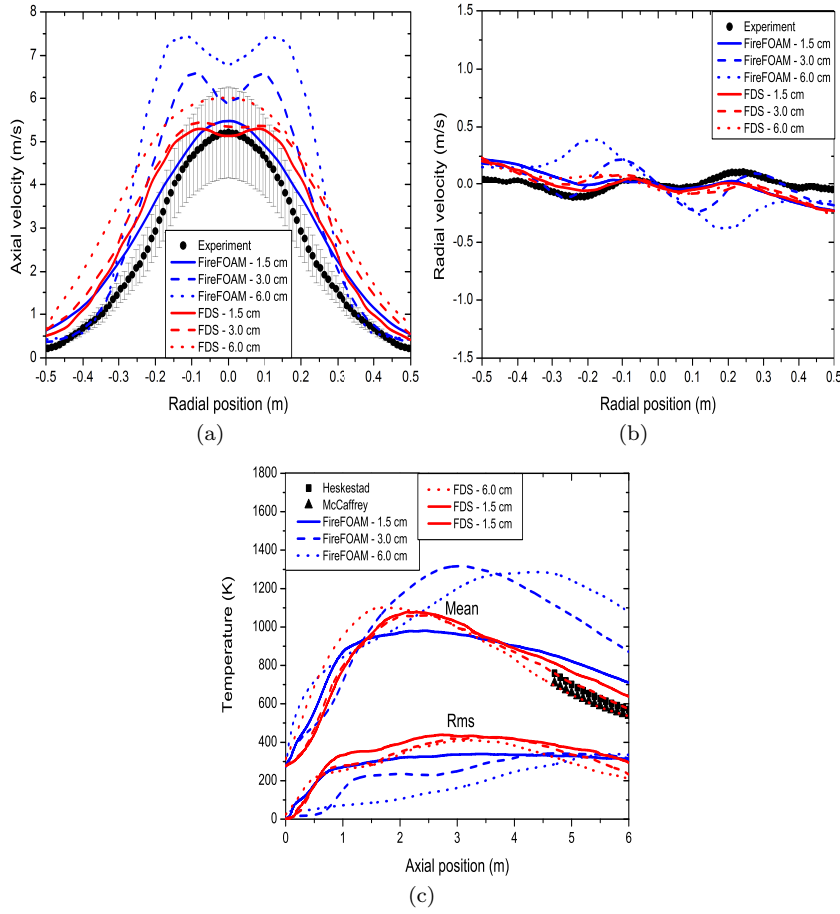 8
7
6
5
4
3
2
1
0
Axial velocity (m/s)
Experiment
FireFOAM - 1.5 cm
FireFOAM - 3.0 cm
FireFOAM - 6.0 cm
FDS - 1.5 cm
FDS - 3.0 cm
FDS - 6.0 cm
-0.5 -0.4 -0.3 -0.2 -0.1 0.0 0.1 0.2 0.3 0.4 0.5
Radial position (m)
(a)
1.5
1.0
0.5
0.0
-0.5
-1.0
-1.5
Radial velocity (m/s)
Experiment
FireFOAM - 1.5 cm
FireFOAM - 3.0 cm
FireFOAM - 6.0 cm
FDS - 1.5 cm
FDS - 3.0 cm
FDS - 6.0 cm
-0.5 -0.4 -0.3 -0.2 -0.1 0.0 0.1 0.2 0.3 0.4 0.5
Radial position (m)
(b)
1800
1600
1400
1200
1000
800
600
400
200
0
Temperature (K)
Heskestad
McCaffrey
FireFOAM - 1.5 cm
FireFOAM - 3.0 cm
FireFOAM - 6.0 cm
FDS - 6.0 cm
FDS - 1.5 cm
FDS - 1.5 cm
Mean
Rms
0 1 2 3 4 5 6
Axial position (m)
(c)